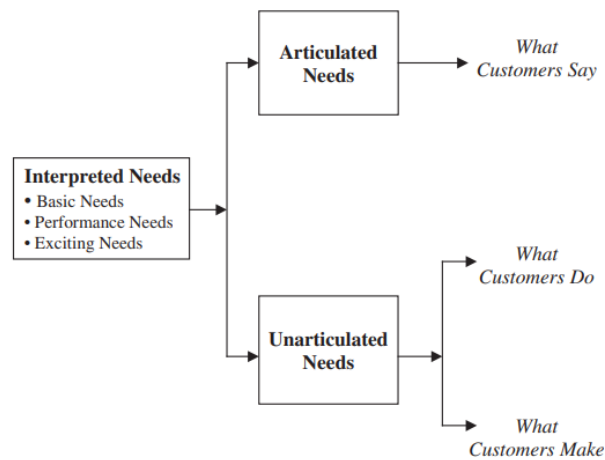 Articulated
Needs
What
Customers Say
Interpreted Needs
• Basic Needs
• Performance Needs
• Exciting Needs
What
Customers Do
Unarticulated
Needs
What
Customers Make